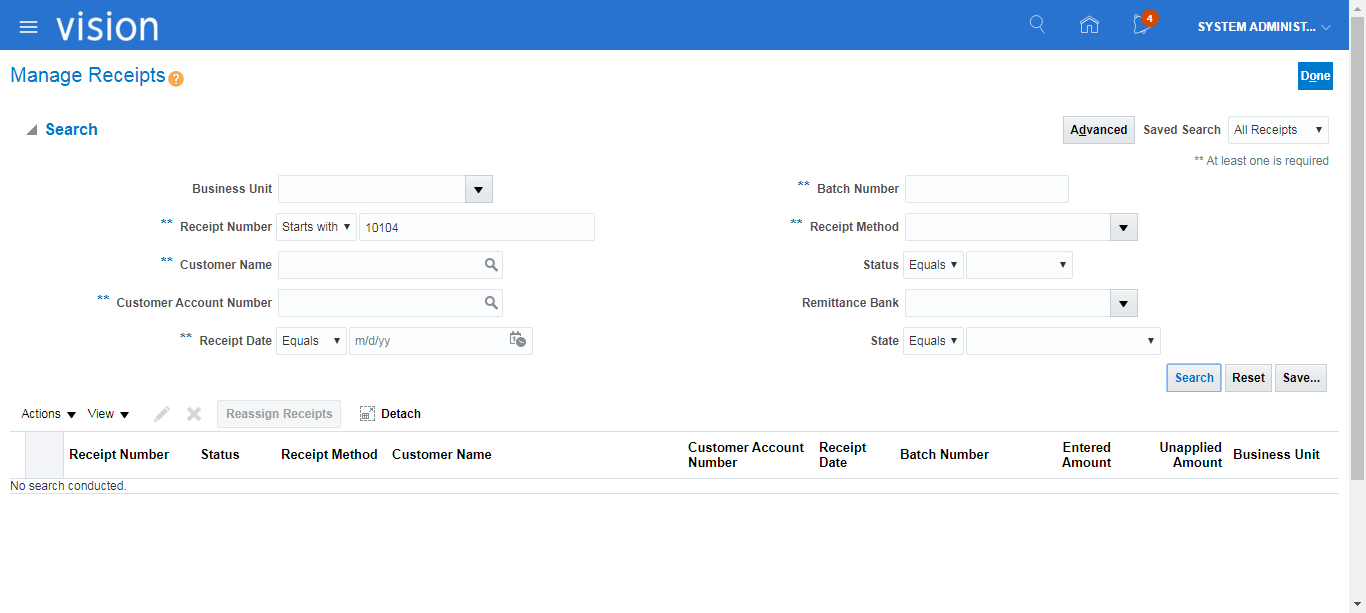 vision
4
SYSTEM ADMINIST...
Manage Receipts ?
Done
Search
Advanced Saved Search All Receipts
** At least one is required
Business Unit
** Batch Number
** Receipt Number Starts with 10104
** Receipt Method
** Customer Name
Status Equals
** Customer Account Number
Remittance Bank
** Receipt Date Equals m/d/yy
State Equals
Search Reset Save...
Actions View Reassign Receipts Detach
Receipt Number Status Receipt Method Customer Name Customer Account Number Receipt Date Batch Number Entered Amount Unapplied Amount Business Unit
No search conducted.